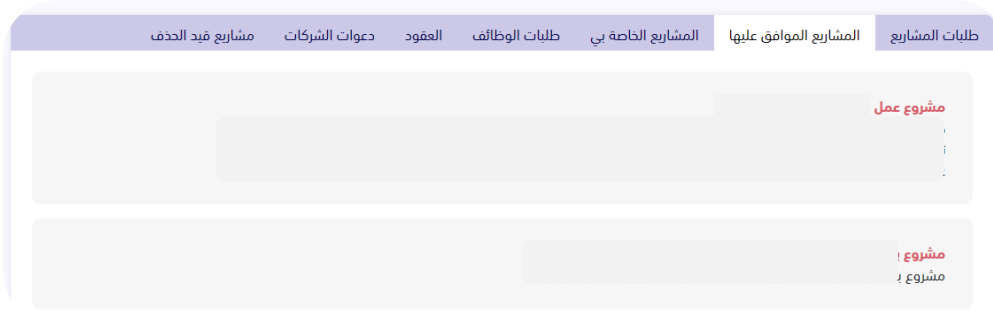 طلبات المشاريع المشاريع الموافق عليها المشاريع الخاصة بي طلبات الوظائف العقود دعوات الشركات مشاريع قيد الحذف
مشروع عمل
مشروع
مشروع